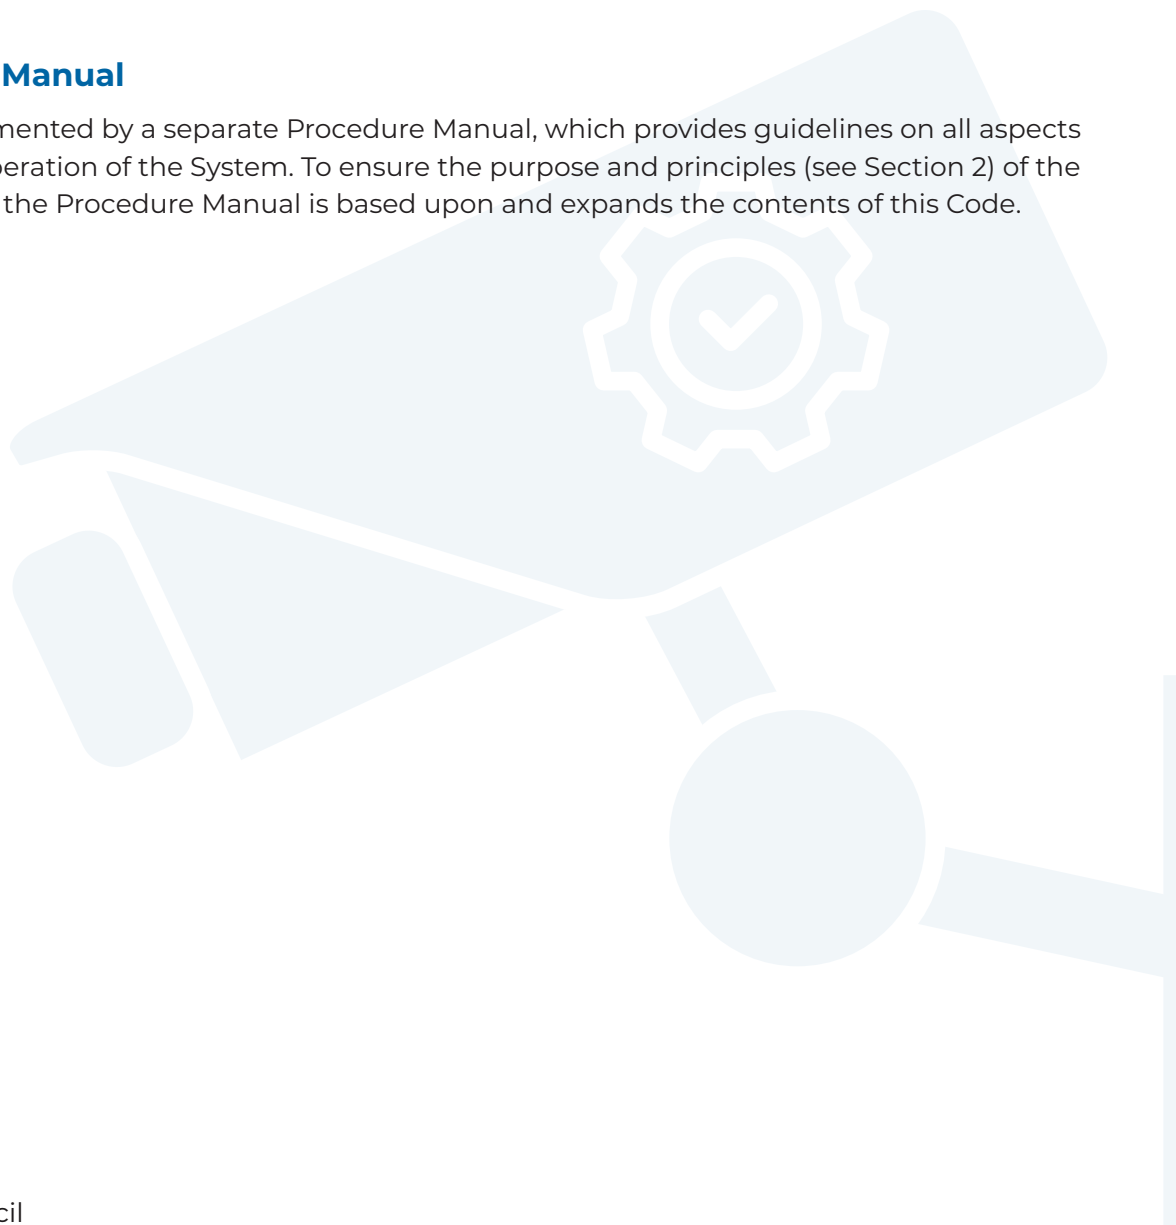 Manual
mented by a separate Procedure Manual, which provides guidelines on all aspects
peration of the System. To ensure the purpose and principles (see Section 2) of the
the Procedure Manual is based upon and expands the contents of this Code.
cil